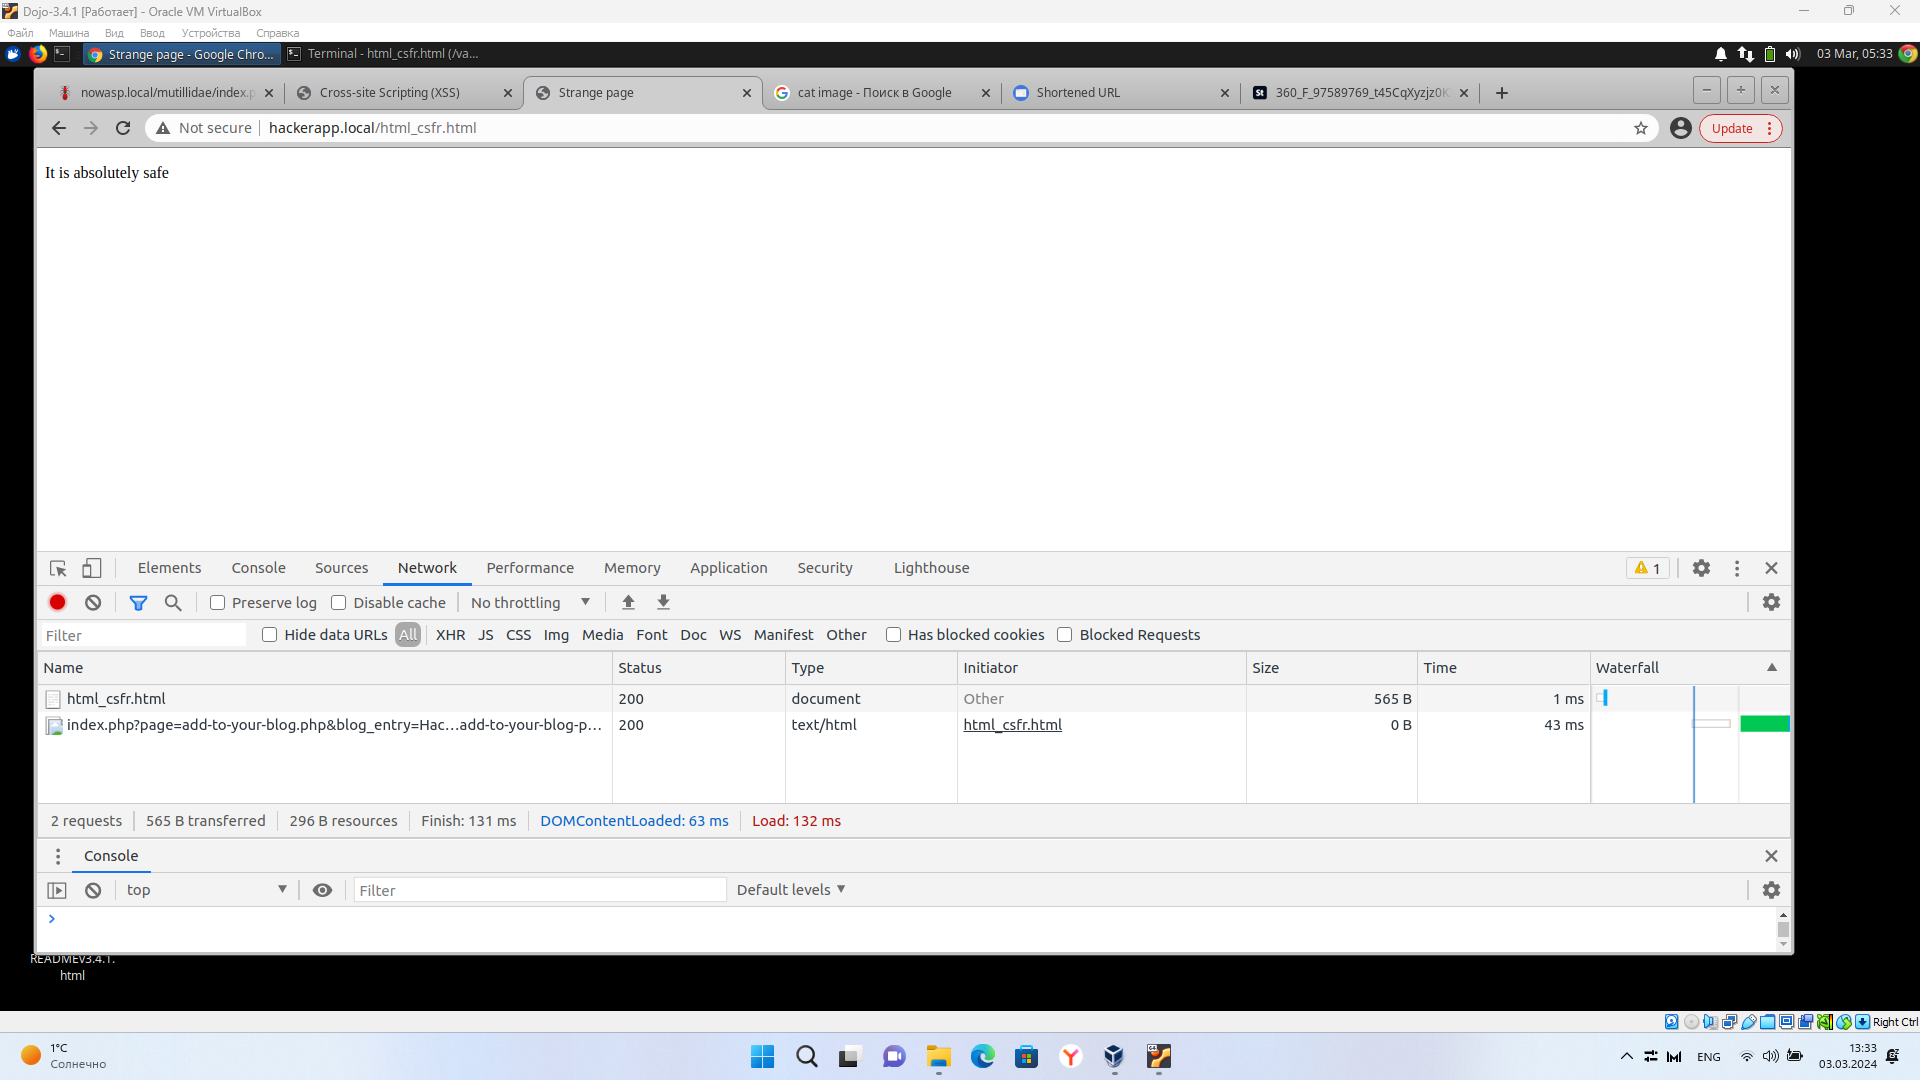 Dojo-3.4.1 [Работает] - Oracle VM VirtualBox
Файл Машина Вид Ввод Устройства Справка
Strange page - Google Chro... Terminal - html_csfr.html (/va... 03 Mar, 05:33
nowasp.local/mutillidae/index.p Cross-site Scripting (XSS) Strange page cat image - Поиск в Google Shortened URL 360_F_97589769_t45CqXyzjz0K
Not secure hackerapp.local/html_csfr.html Update
It is absolutely safe
Elements Console Sources Network Performance Memory Application Security Lighthouse 1
Preserve log Disable cache No throttling
Filter Hide data URLs All XHR JS CSS Img Media Font Doc WS Manifest Other Has blocked cookies Blocked Requests
Name Status Type Initiator Size Time Waterfall
html_csfr.html 200 document Other 565 B 1 ms
index.php?page=add-to-your-blog.php&blog_entry=Hac…add-to-your-blog-p… 200 text/html html_csfr.html 0 B 43 ms
2 requests 565 B transferred 296 B resources Finish: 131 ms DOMContentLoaded: 63 ms Load: 132 ms
Console
top Filter Default levels
READMEv3.4.1.
html
Right Ctrl
1°C
Солнечно
ENG
13:33
03.03.2024